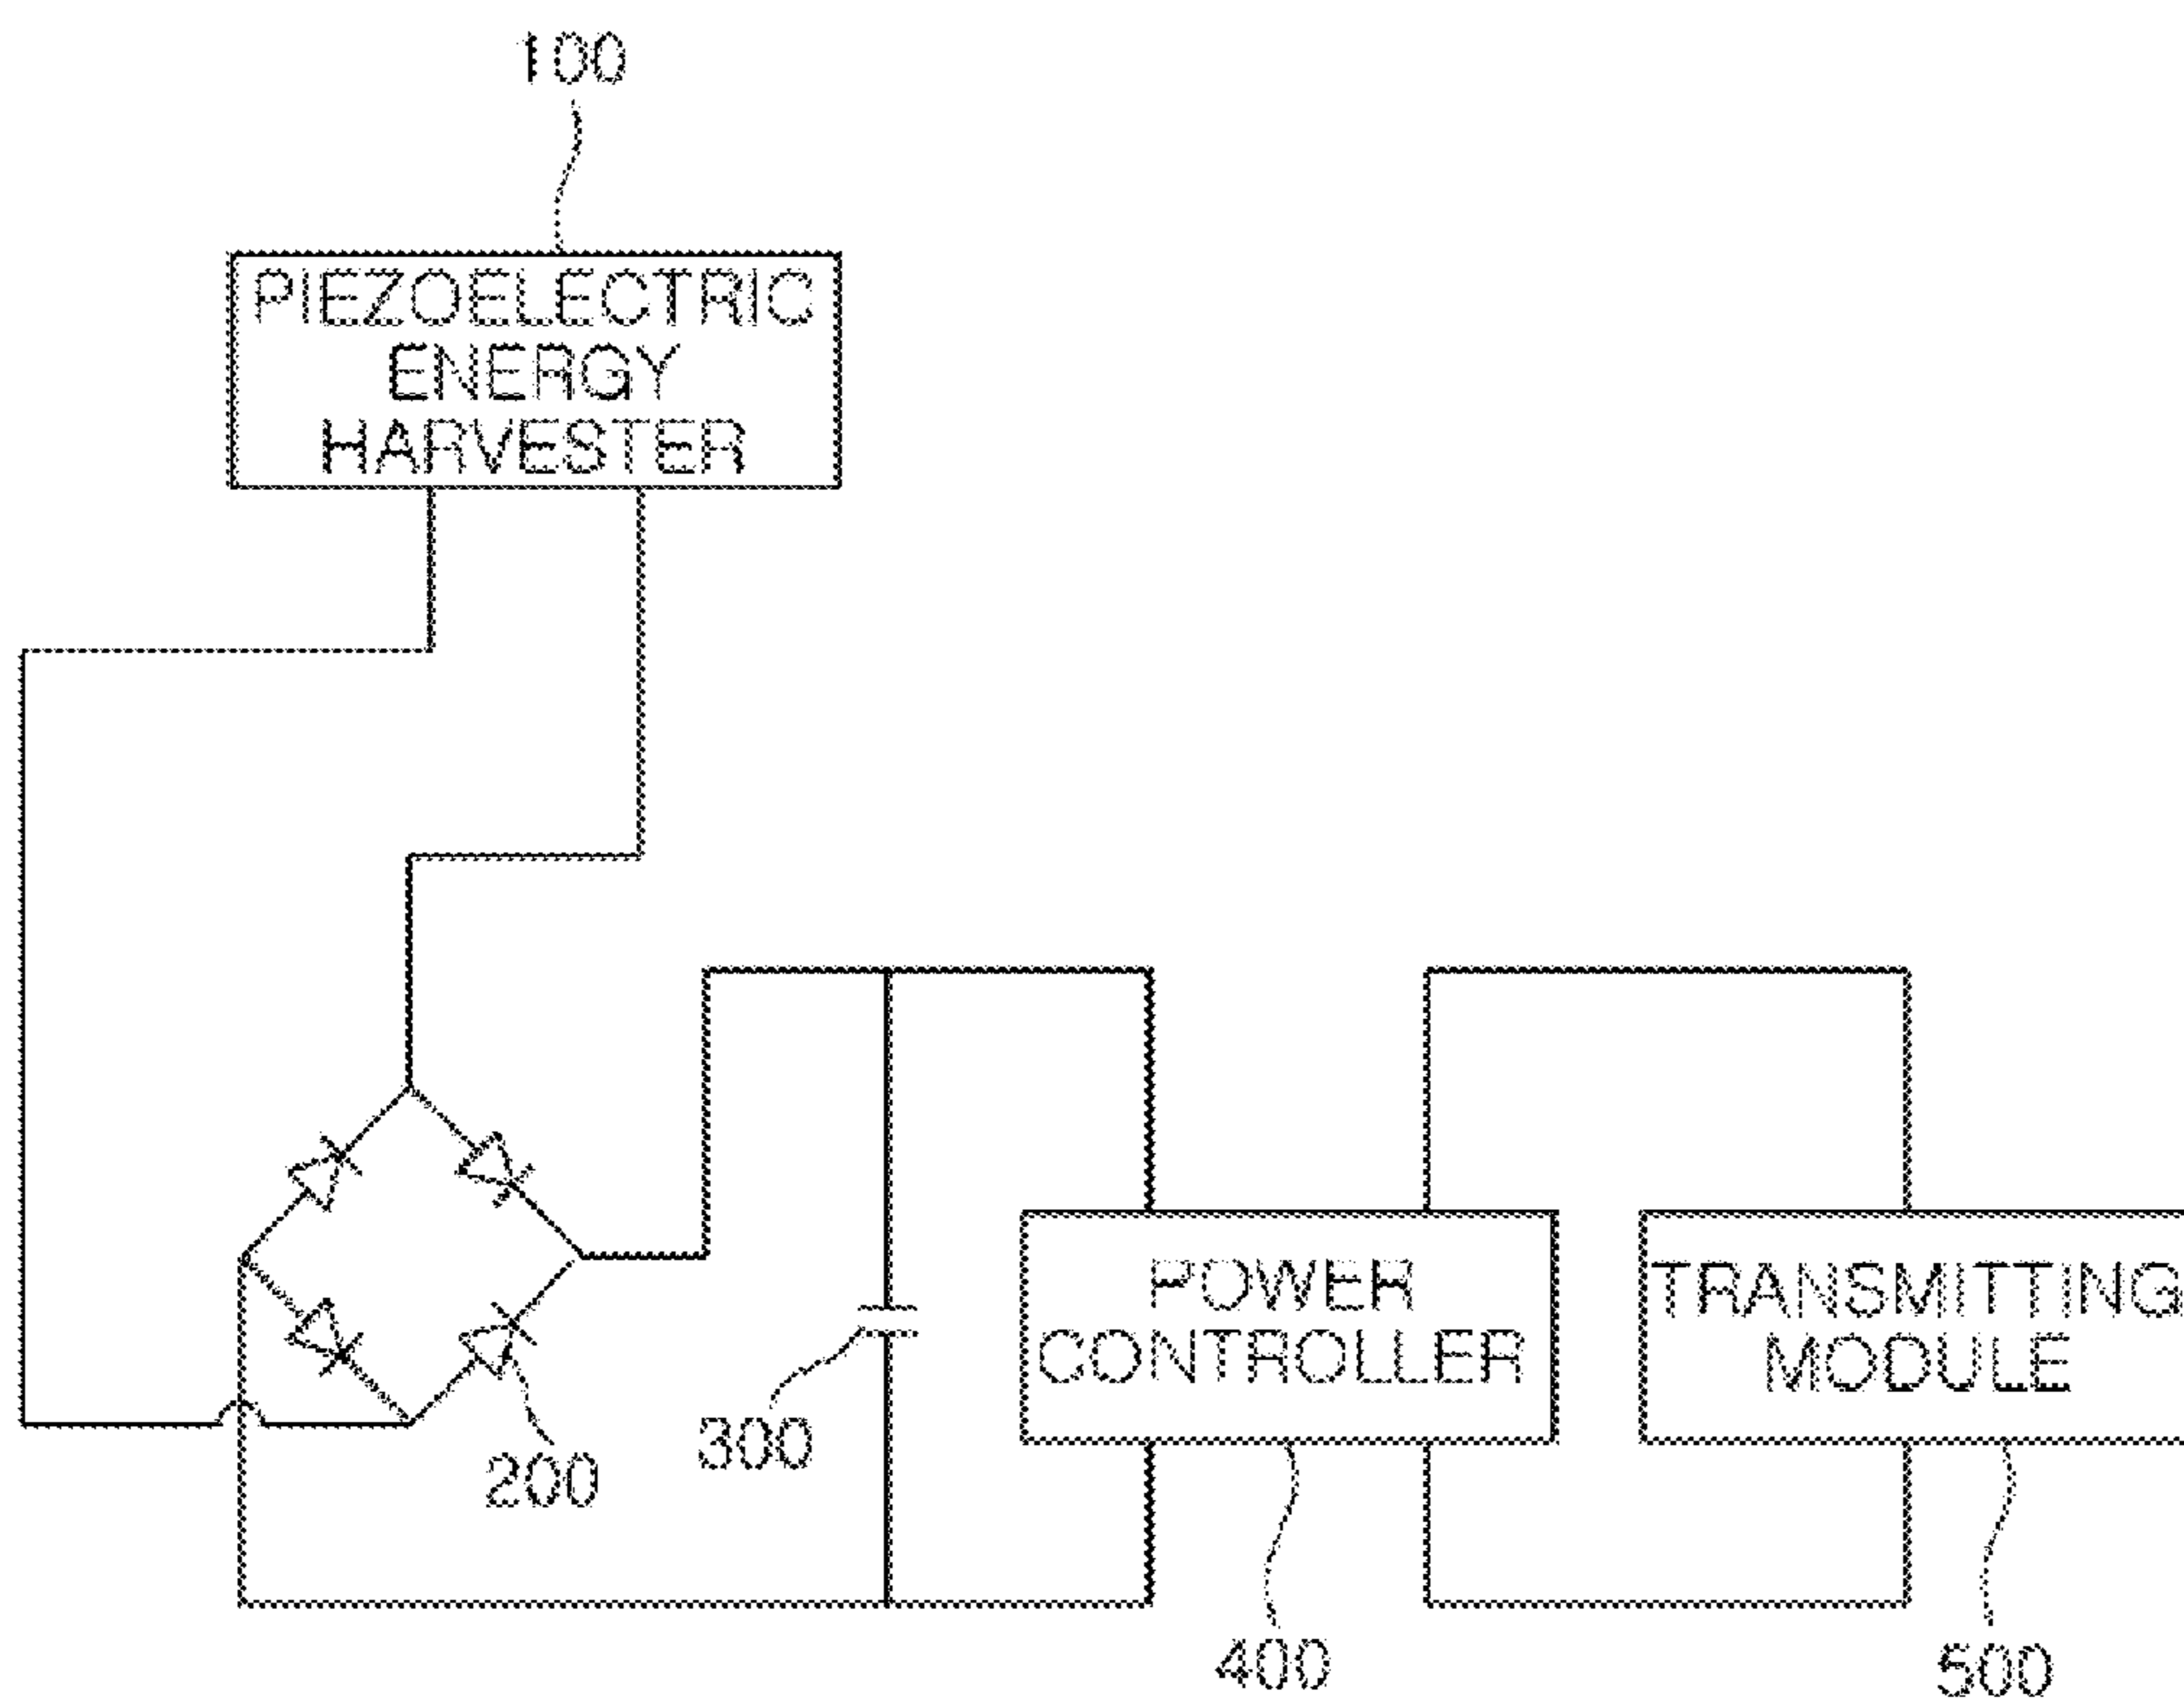 100
PIEZOELECTRIC
ENERGY
HARVESTER
POWER
CONTROLLER
TRANSMITTING
MODULE
300
200
400
500